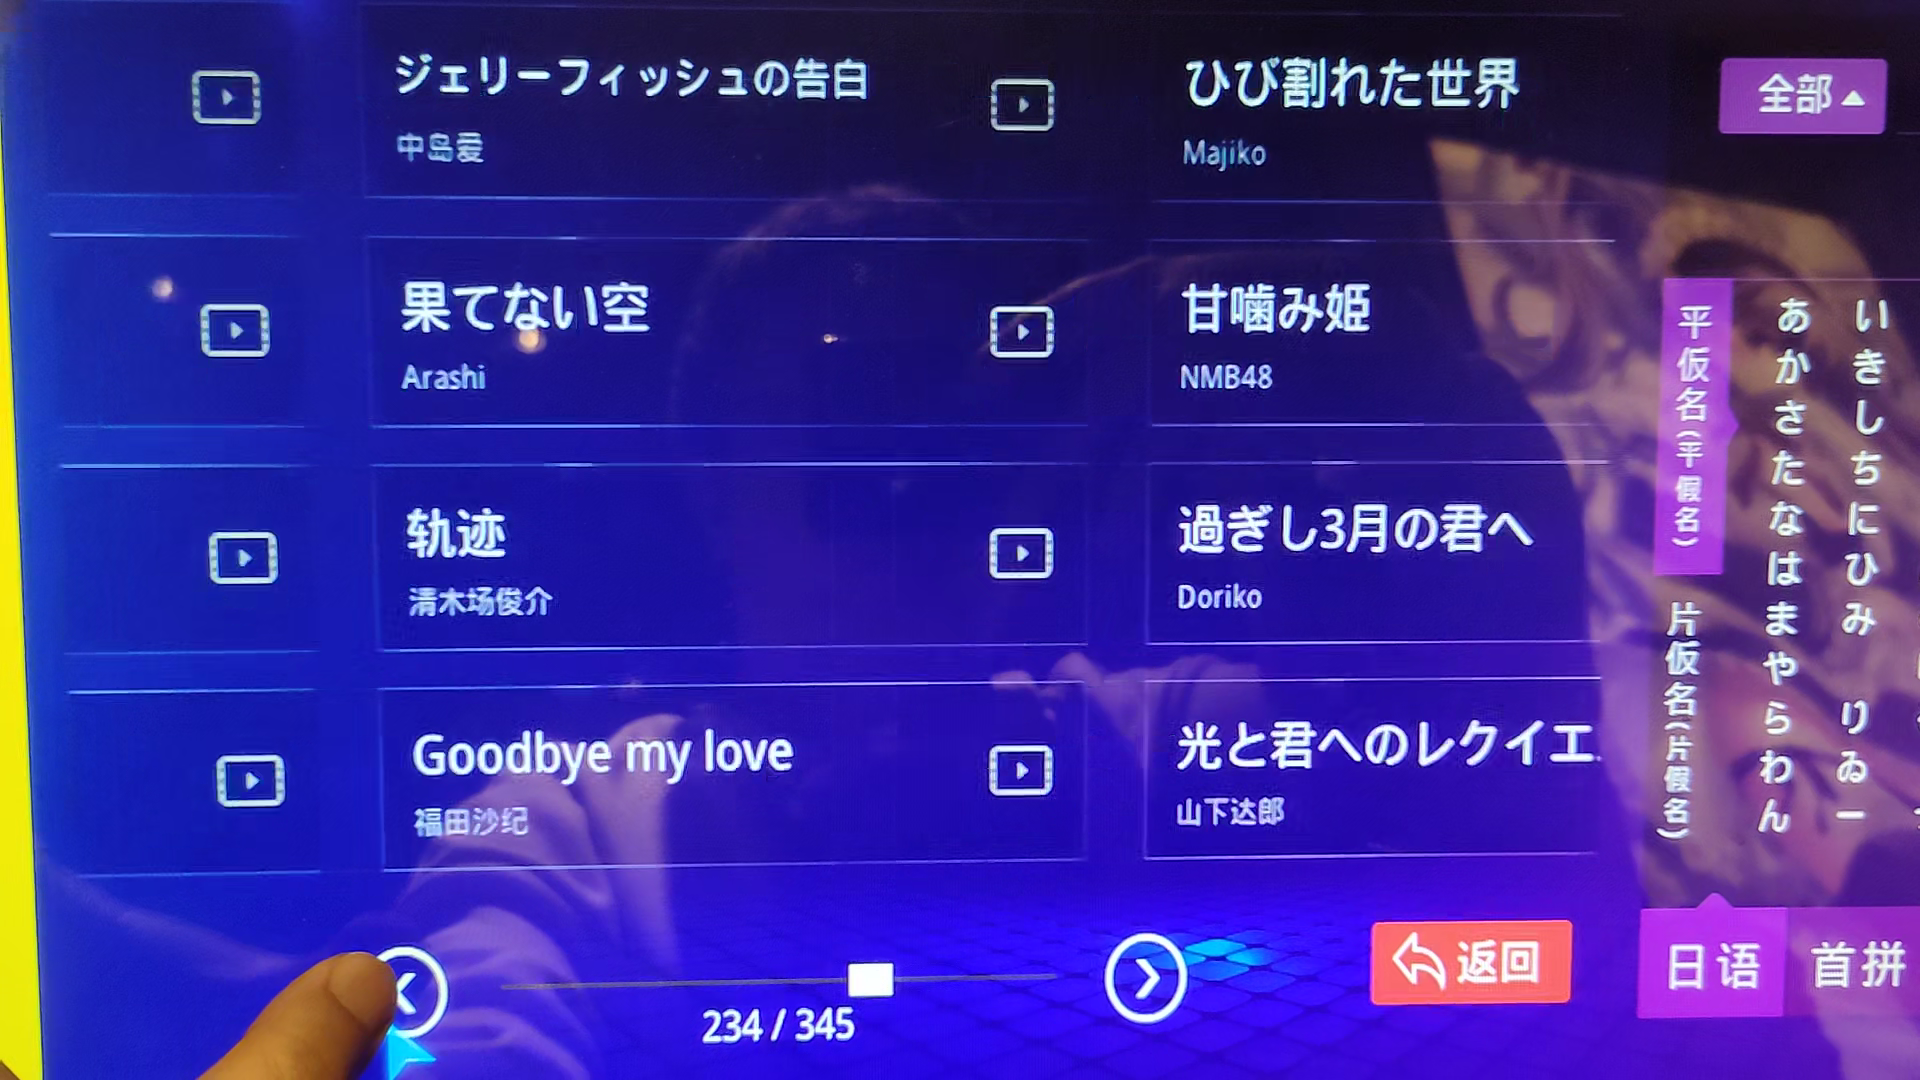 ジェリーフィッシュの告白
中岛爱
ひび割れた世界
Majiko
全部
果てない空
Arashi
甘噛み姫
NMB48
轨迹
清木场俊介
過ぎし3月の君へ
Doriko
Goodbye my love
福田沙纪
光と君へのレクイエ
山下达郎
平仮名(平假名)
片仮名(片假名)
あかさたなはまやらわん
いきしちにひみ りゐー
234 / 345
返回
日语
首拼